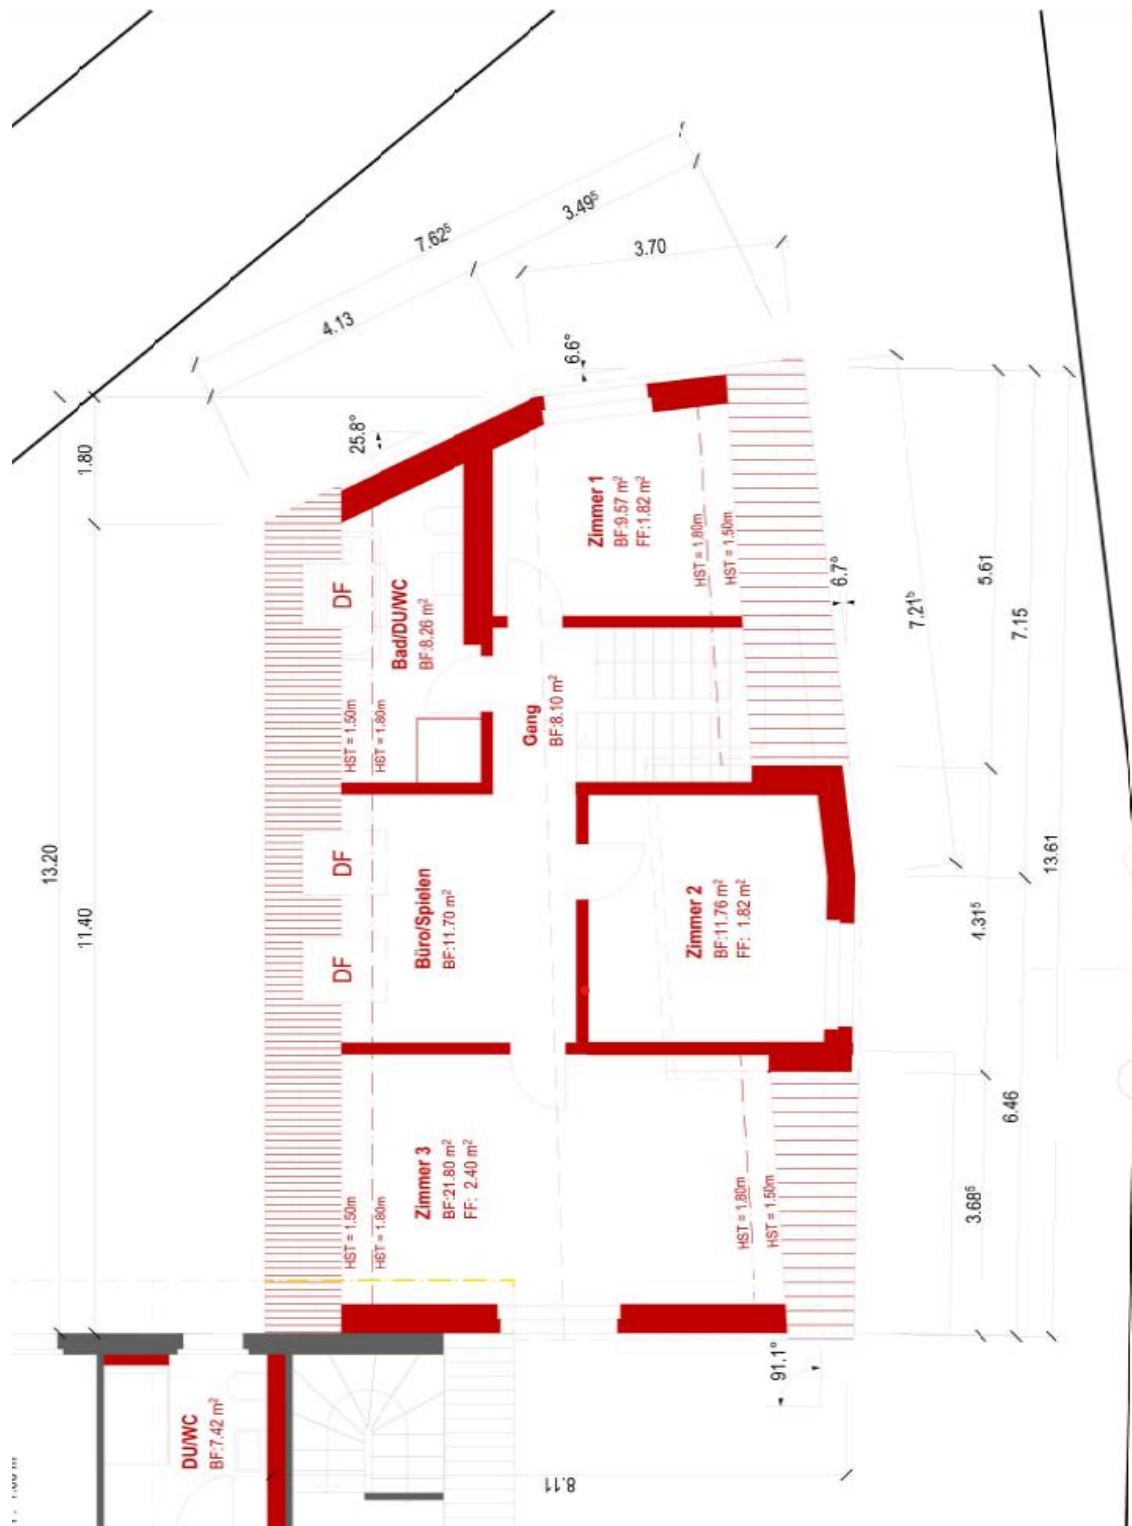 3.49⁵
7.62⁵
3.70
4.13
6.6°
25.8°
1.80
Zimmer 1
BF:9.57 m²
FF:1.82 m²
HST = 1.80m
HST = 1.50m
DF
Bad/DU/WC
BF:8.26 m²
6.7⁵
5.61
7.21⁵
7.15
HST = 1.50m
HST = 1.80m
Gang
BF:8.10 m²
13.20
11.40
DF
DF
Büro/Spielen
BF:11.70 m²
Zimmer 2
BF:11.76 m²
FF: 1.82 m²
13.61
4.31⁵
6.46
Zimmer 3
BF:21.80 m²
FF: 2.40 m²
HST = 1.50m
HST = 1.80m
HST = 1.80m
HST = 1.50m
3.68⁵
91.1°
DU/WC
BF:7.42 m²
8.11